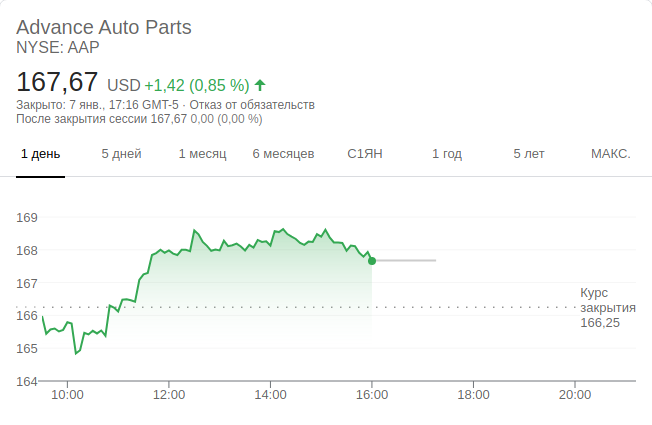 Advance Auto Parts
NYSE: AAP
167,67 USD +1,42 (0,85 %) ↑
Закрыто: 7 янв., 17:16 GMT-5 · Отказ от обязательств
После закрытия сессии 167,67 0,00 (0,00 %)
1 день 5 дней 1 месяц 6 месяцев С1ЯН 1 год 5 лет МАКС.
169
168
167
Курс
закрытия
166,25
166
165
164
10:00 12:00 14:00 16:00 18:00 20:00